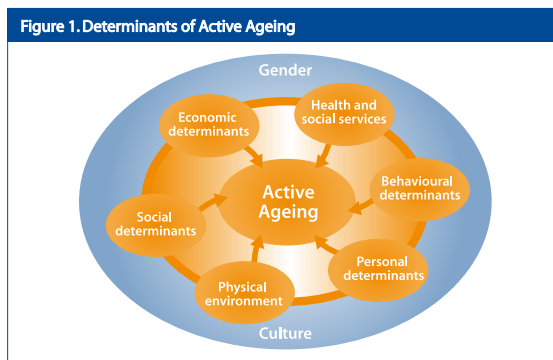 Figure 1. Determinants of Active Ageing
Gender
Economic
determinants
Health and
social services
Active
Ageing
Behavioural
determinants
Social
determinants
Personal
determinants
Physical
environment
Culture